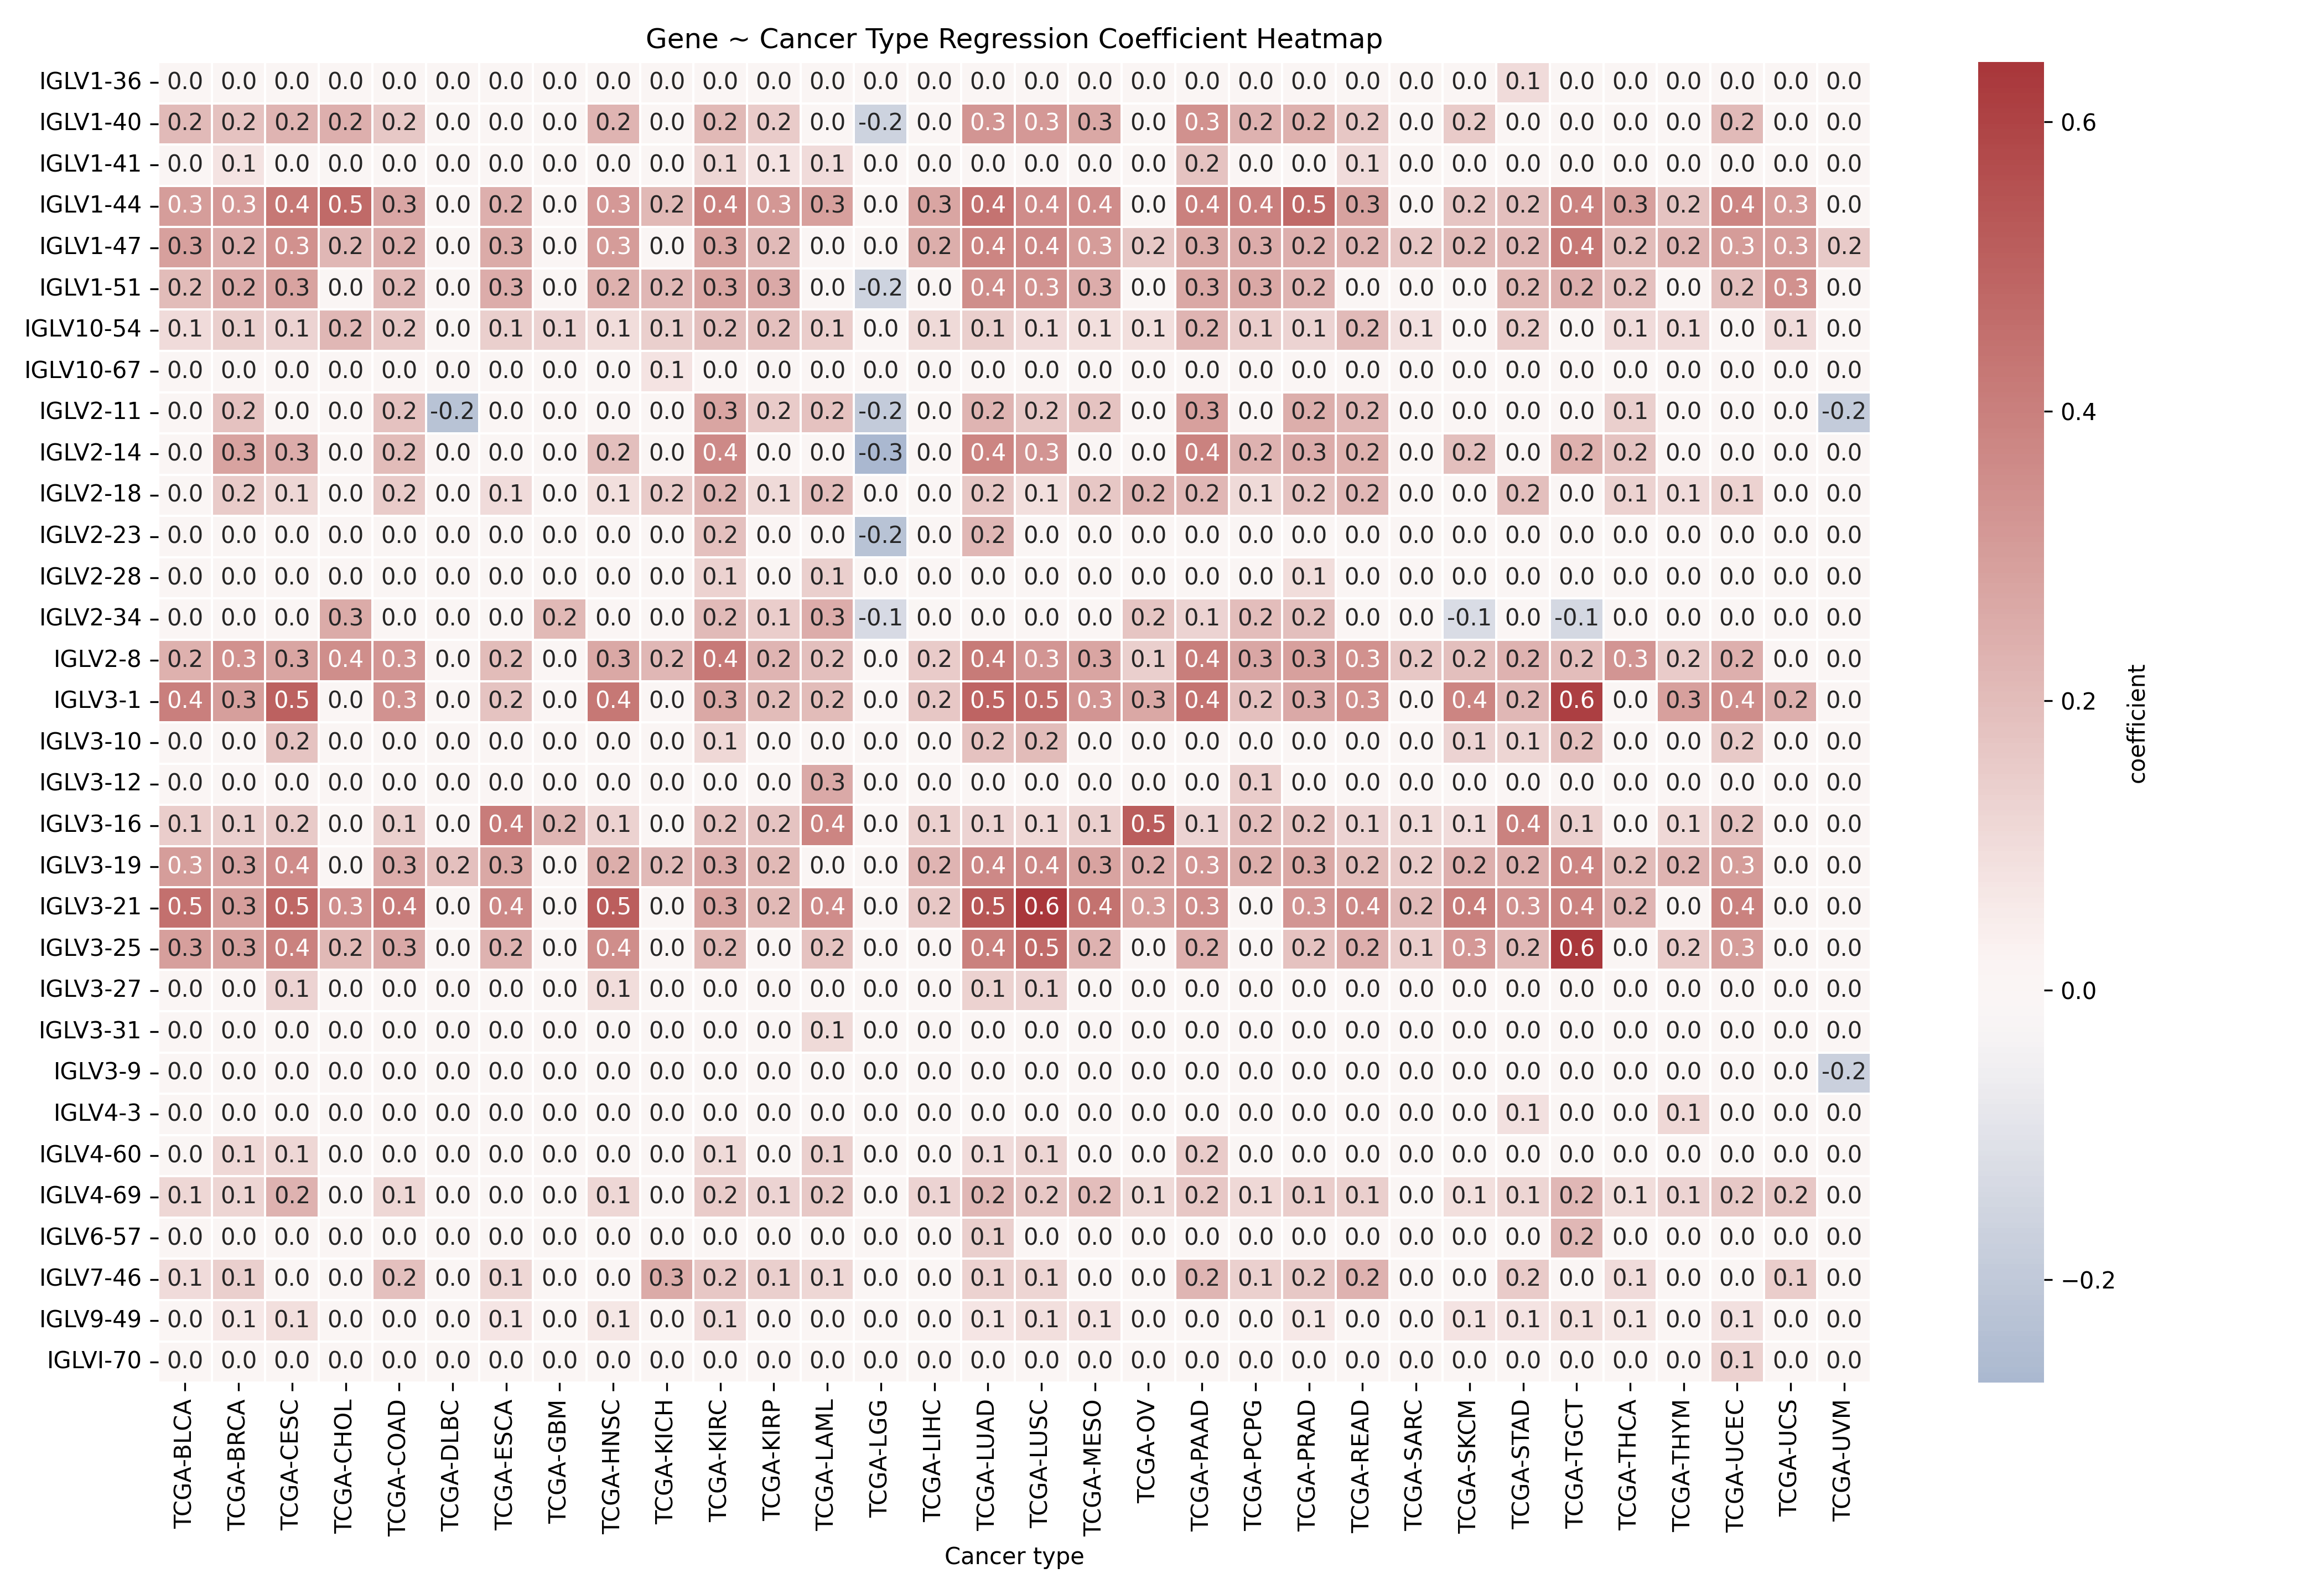 Gene ~ Cancer Type Regression Coefficient Heatmap
IGLV1-36 0.0 0.0 0.0 0.0 0.0 0.0 0.0 0.0 0.0 0.0 0.0 0.0 0.0 0.0 0.0 0.0 0.0 0.0 0.0 0.0 0.0 0.0 0.0 0.0 0.0 0.1 0.0 0.0 0.0 0.0 0.0 0.0
IGLV1-40 0.2 0.2 0.2 0.2 0.2 0.0 0.0 0.0 0.2 0.0 0.2 0.2 0.0 -0.2 0.0 0.3 0.3 0.3 0.0 0.3 0.2 0.2 0.2 0.0 0.2 0.0 0.0 0.0 0.0 0.2 0.0 0.0
IGLV1-41 0.0 0.1 0.0 0.0 0.0 0.0 0.0 0.0 0.0 0.0 0.1 0.1 0.1 0.0 0.0 0.0 0.0 0.0 0.0 0.2 0.0 0.0 0.1 0.0 0.0 0.0 0.0 0.0 0.0 0.0 0.0 0.0
IGLV1-44 0.3 0.3 0.4 0.5 0.3 0.0 0.2 0.0 0.3 0.2 0.4 0.3 0.3 0.0 0.3 0.4 0.4 0.4 0.0 0.4 0.4 0.5 0.3 0.0 0.2 0.2 0.4 0.3 0.2 0.4 0.3 0.0
IGLV1-47 0.3 0.2 0.3 0.2 0.2 0.0 0.3 0.0 0.3 0.0 0.3 0.2 0.0 0.0 0.2 0.4 0.4 0.3 0.2 0.3 0.3 0.2 0.2 0.2 0.2 0.2 0.4 0.2 0.2 0.3 0.3 0.2
IGLV1-51 0.2 0.2 0.3 0.0 0.2 0.0 0.3 0.0 0.2 0.2 0.3 0.3 0.0 -0.2 0.0 0.4 0.3 0.3 0.0 0.3 0.3 0.2 0.0 0.0 0.0 0.2 0.2 0.2 0.0 0.2 0.3 0.0
IGLV10-54 0.1 0.1 0.1 0.2 0.2 0.0 0.1 0.1 0.1 0.1 0.2 0.2 0.1 0.0 0.1 0.1 0.1 0.1 0.1 0.2 0.1 0.1 0.2 0.1 0.0 0.2 0.0 0.1 0.1 0.0 0.1 0.0
IGLV10-67 0.0 0.0 0.0 0.0 0.0 0.0 0.0 0.0 0.0 0.1 0.0 0.0 0.0 0.0 0.0 0.0 0.0 0.0 0.0 0.0 0.0 0.0 0.0 0.0 0.0 0.0 0.0 0.0 0.0 0.0 0.0 0.0
IGLV2-11 0.0 0.2 0.0 0.0 0.2 -0.2 0.0 0.0 0.0 0.0 0.3 0.2 0.2 -0.2 0.0 0.2 0.2 0.2 0.0 0.3 0.0 0.2 0.2 0.0 0.0 0.0 0.0 0.1 0.0 0.0 0.0 -0.2
IGLV2-14 0.0 0.3 0.3 0.0 0.2 0.0 0.0 0.0 0.2 0.0 0.4 0.0 0.0 -0.3 0.0 0.4 0.3 0.0 0.0 0.4 0.2 0.3 0.2 0.0 0.2 0.0 0.2 0.2 0.0 0.0 0.0 0.0
IGLV2-18 0.0 0.2 0.1 0.0 0.2 0.0 0.1 0.0 0.1 0.2 0.2 0.1 0.2 0.0 0.0 0.2 0.1 0.2 0.2 0.2 0.1 0.2 0.2 0.0 0.0 0.2 0.0 0.1 0.1 0.1 0.0 0.0
IGLV2-23 0.0 0.0 0.0 0.0 0.0 0.0 0.0 0.0 0.0 0.0 0.2 0.0 0.0 -0.2 0.0 0.2 0.0 0.0 0.0 0.0 0.0 0.0 0.0 0.0 0.0 0.0 0.0 0.0 0.0 0.0 0.0 0.0
IGLV2-28 0.0 0.0 0.0 0.0 0.0 0.0 0.0 0.0 0.0 0.0 0.1 0.0 0.1 0.0 0.0 0.0 0.0 0.0 0.0 0.0 0.0 0.1 0.0 0.0 0.0 0.0 0.0 0.0 0.0 0.0 0.0 0.0
IGLV2-34 0.0 0.0 0.0 0.3 0.0 0.0 0.0 0.2 0.0 0.0 0.2 0.1 0.3 -0.1 0.0 0.0 0.0 0.0 0.2 0.1 0.2 0.2 0.0 0.0 -0.1 0.0 -0.1 0.0 0.0 0.0 0.0 0.0
IGLV2-8 0.2 0.3 0.3 0.4 0.3 0.0 0.2 0.0 0.3 0.2 0.4 0.2 0.2 0.0 0.2 0.4 0.3 0.3 0.1 0.4 0.3 0.3 0.3 0.2 0.2 0.2 0.2 0.3 0.2 0.2 0.0 0.0
IGLV3-1 0.4 0.3 0.5 0.0 0.3 0.0 0.2 0.0 0.4 0.0 0.3 0.2 0.2 0.0 0.2 0.5 0.5 0.3 0.3 0.4 0.2 0.3 0.3 0.0 0.4 0.2 0.6 0.0 0.3 0.4 0.2 0.0
IGLV3-10 0.0 0.0 0.2 0.0 0.0 0.0 0.0 0.0 0.0 0.0 0.1 0.0 0.0 0.0 0.0 0.2 0.2 0.0 0.0 0.0 0.0 0.0 0.0 0.0 0.1 0.1 0.2 0.0 0.0 0.2 0.0 0.0
IGLV3-12 0.0 0.0 0.0 0.0 0.0 0.0 0.0 0.0 0.0 0.0 0.0 0.0 0.3 0.0 0.0 0.0 0.0 0.0 0.0 0.0 0.1 0.0 0.0 0.0 0.0 0.0 0.0 0.0 0.0 0.0 0.0 0.0
IGLV3-16 0.1 0.1 0.2 0.0 0.1 0.0 0.4 0.2 0.1 0.0 0.2 0.2 0.4 0.0 0.1 0.1 0.1 0.1 0.5 0.1 0.2 0.2 0.1 0.1 0.1 0.4 0.1 0.0 0.1 0.2 0.0 0.0
IGLV3-19 0.3 0.3 0.4 0.0 0.3 0.2 0.3 0.0 0.2 0.2 0.3 0.2 0.0 0.0 0.2 0.4 0.4 0.3 0.2 0.3 0.2 0.3 0.2 0.2 0.2 0.2 0.4 0.2 0.2 0.3 0.0 0.0
IGLV3-21 0.5 0.3 0.5 0.3 0.4 0.0 0.4 0.0 0.5 0.0 0.3 0.2 0.4 0.0 0.2 0.5 0.6 0.4 0.3 0.3 0.0 0.3 0.4 0.2 0.4 0.3 0.4 0.2 0.0 0.4 0.0 0.0
IGLV3-25 0.3 0.3 0.4 0.2 0.3 0.0 0.2 0.0 0.4 0.0 0.2 0.0 0.2 0.0 0.0 0.4 0.5 0.2 0.0 0.2 0.0 0.2 0.2 0.1 0.3 0.2 0.6 0.0 0.2 0.3 0.0 0.0
IGLV3-27 0.0 0.0 0.1 0.0 0.0 0.0 0.0 0.0 0.1 0.0 0.0 0.0 0.0 0.0 0.0 0.1 0.1 0.0 0.0 0.0 0.0 0.0 0.0 0.0 0.0 0.0 0.0 0.0 0.0 0.0 0.0 0.0
IGLV3-31 0.0 0.0 0.0 0.0 0.0 0.0 0.0 0.0 0.0 0.0 0.0 0.0 0.1 0.0 0.0 0.0 0.0 0.0 0.0 0.0 0.0 0.0 0.0 0.0 0.0 0.0 0.0 0.0 0.0 0.0 0.0 0.0
IGLV3-9 0.0 0.0 0.0 0.0 0.0 0.0 0.0 0.0 0.0 0.0 0.0 0.0 0.0 0.0 0.0 0.0 0.0 0.0 0.0 0.0 0.0 0.0 0.0 0.0 0.0 0.0 0.0 0.0 0.0 0.0 0.0 -0.2
IGLV4-3 0.0 0.0 0.0 0.0 0.0 0.0 0.0 0.0 0.0 0.0 0.0 0.0 0.0 0.0 0.0 0.0 0.0 0.0 0.0 0.0 0.0 0.0 0.0 0.0 0.0 0.1 0.0 0.0 0.1 0.0 0.0 0.0
IGLV4-60 0.0 0.1 0.1 0.0 0.0 0.0 0.0 0.0 0.0 0.0 0.1 0.0 0.1 0.0 0.0 0.1 0.1 0.0 0.0 0.2 0.0 0.0 0.0 0.0 0.0 0.0 0.0 0.0 0.0 0.0 0.0 0.0
IGLV4-69 0.1 0.1 0.2 0.0 0.1 0.0 0.0 0.0 0.1 0.0 0.2 0.1 0.2 0.0 0.1 0.2 0.2 0.2 0.1 0.2 0.1 0.1 0.1 0.0 0.1 0.1 0.2 0.1 0.1 0.2 0.2 0.0
IGLV6-57 0.0 0.0 0.0 0.0 0.0 0.0 0.0 0.0 0.0 0.0 0.0 0.0 0.0 0.0 0.0 0.1 0.0 0.0 0.0 0.0 0.0 0.0 0.0 0.0 0.0 0.0 0.2 0.0 0.0 0.0 0.0 0.0
IGLV7-46 0.1 0.1 0.0 0.0 0.2 0.0 0.1 0.0 0.0 0.3 0.2 0.1 0.1 0.0 0.0 0.1 0.1 0.0 0.0 0.2 0.1 0.2 0.2 0.0 0.0 0.2 0.0 0.1 0.0 0.0 0.1 0.0
IGLV9-49 0.0 0.1 0.1 0.0 0.0 0.0 0.1 0.0 0.1 0.0 0.1 0.0 0.0 0.0 0.0 0.1 0.1 0.1 0.0 0.0 0.0 0.1 0.0 0.0 0.1 0.1 0.1 0.1 0.0 0.1 0.0 0.0
IGLVI-70 0.0 0.0 0.0 0.0 0.0 0.0 0.0 0.0 0.0 0.0 0.0 0.0 0.0 0.0 0.0 0.0 0.0 0.0 0.0 0.0 0.0 0.0 0.0 0.0 0.0 0.0 0.0 0.0 0.0 0.1 0.0 0.0
TCGA-BLCA TCGA-BRCA TCGA-CESC TCGA-CHOL TCGA-COAD TCGA-DLBC TCGA-ESCA TCGA-GBM TCGA-HNSC TCGA-KICH TCGA-KIRC TCGA-KIRP TCGA-LAML TCGA-LGG TCGA-LIHC TCGA-LUAD TCGA-LUSC TCGA-MESO TCGA-OV TCGA-PAAD TCGA-PCPG TCGA-PRAD TCGA-READ TCGA-SARC TCGA-SKCM TCGA-STAD TCGA-TGCT TCGA-THCA TCGA-THYM TCGA-UCEC TCGA-UCS TCGA-UVM
Cancer type
0.6
0.4
0.2
0.0
−0.2
coefficient